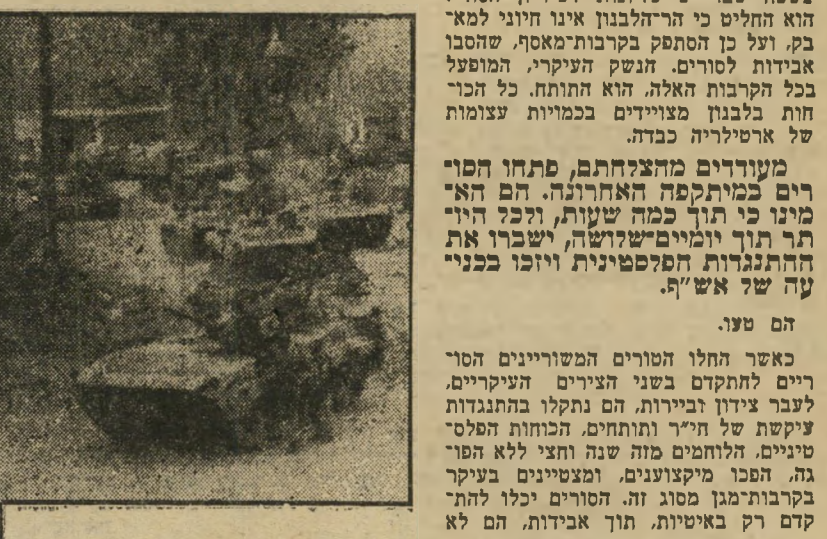 הוא החליט כי הר־הלבנון אינו חיוני למא־
בק, ועל כן הסתפק בקרבות־מאסף, שהסבו
אבידות לסורים. הנשק העיקרי, המופעל
בכל הקרבות האלה, הוא התותח. כל הכו־
חות בלבנון מצויידים בכמויות עצומות
של ארטילריה כבדה.
מעודדים מהצלחתם, פתחו הסו־
רים במיתקפה האחרונה. הם הא־
מינו כי תוך כמה שעות, ולכל היו־
תר תוך יומיים־שלושה, ישברו את
ההתנגדות הפלסטינית ויזכו בכני־
עה של אש״ף.
הם טעו.
כאשר החלו הטורים המשוריינים הסו־
ריים להתקדם בשני הצירים העיקריים,
לעבר צידון וביירות, הם נתקלו בהתנגדות
עיקשת של חי״ר ותותחים. הכוחות הפלס־
טיניים, הלוחמים מזה שנה וחצי ללא הפו־
גה, הפכו מיקצוענים, ומצטיינים בעיקר
בקרבות־מגן מסוג זה. הסורים יכלו להת־
קדם רק באיטיות, תוך אבידות, הם לא